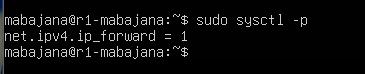 mabajana@r1-mabajana:~$ sudo sysctl -p
net.ipv4.ip_forward = 1
mabajana@r1-mabajana:~$